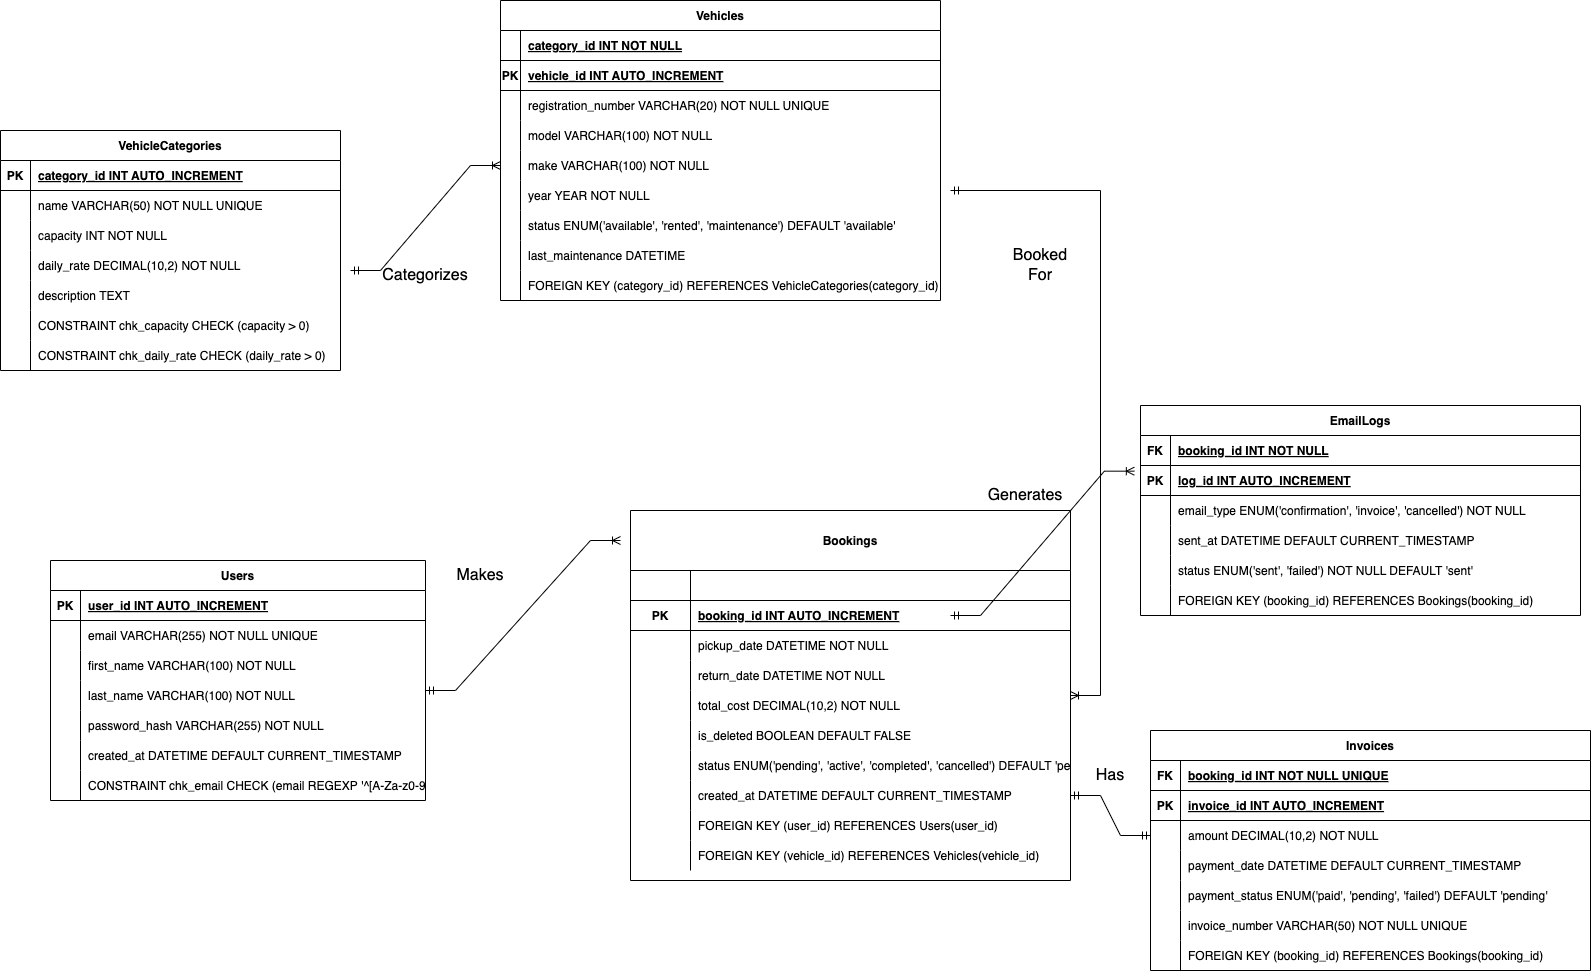 Vehicles
category_id INT NOT NULL
PK vehicle_id INT AUTO_INCREMENT
registration_number VARCHAR(20) NOT NULL UNIQUE
model VARCHAR(100) NOT NULL
make VARCHAR(100) NOT NULL
year YEAR NOT NULL
status ENUM('available', 'rented', 'maintenance') DEFAULT 'available'
last_maintenance DATETIME
FOREIGN KEY (category_id) REFERENCES VehicleCategories(category_id)
VehicleCategories
PK category_id INT AUTO_INCREMENT
name VARCHAR(50) NOT NULL UNIQUE
capacity INT NOT NULL
daily_rate DECIMAL(10,2) NOT NULL
description TEXT
CONSTRAINT chk_capacity CHECK (capacity > 0)
CONSTRAINT chk_daily_rate CHECK (daily_rate > 0)
Categorizes
Booked
For
EmailLogs
FK booking_id INT NOT NULL
PK log_id INT AUTO_INCREMENT
email_type ENUM('confirmation', 'invoice', 'cancelled') NOT NULL
sent_at DATETIME DEFAULT CURRENT_TIMESTAMP
status ENUM('sent', 'failed') NOT NULL DEFAULT 'sent'
FOREIGN KEY (booking_id) REFERENCES Bookings(booking_id)
Generates
Bookings
PK booking_id INT AUTO_INCREMENT
pickup_date DATETIME NOT NULL
return_date DATETIME NOT NULL
total_cost DECIMAL(10,2) NOT NULL
is_deleted BOOLEAN DEFAULT FALSE
status ENUM('pending', 'active', 'completed', 'cancelled') DEFAULT 'pe
created_at DATETIME DEFAULT CURRENT_TIMESTAMP
FOREIGN KEY (user_id) REFERENCES Users(user_id)
FOREIGN KEY (vehicle_id) REFERENCES Vehicles(vehicle_id)
Makes
Users
PK user_id INT AUTO_INCREMENT
email VARCHAR(255) NOT NULL UNIQUE
first_name VARCHAR(100) NOT NULL
last_name VARCHAR(100) NOT NULL
password_hash VARCHAR(255) NOT NULL
created_at DATETIME DEFAULT CURRENT_TIMESTAMP
CONSTRAINT chk_email CHECK (email REGEXP '^[A-Za-z0-9
Has
Invoices
FK booking_id INT NOT NULL UNIQUE
PK invoice_id INT AUTO_INCREMENT
amount DECIMAL(10,2) NOT NULL
payment_date DATETIME DEFAULT CURRENT_TIMESTAMP
payment_status ENUM('paid', 'pending', 'failed') DEFAULT 'pending'
invoice_number VARCHAR(50) NOT NULL UNIQUE
FOREIGN KEY (booking_id) REFERENCES Bookings(booking_id)